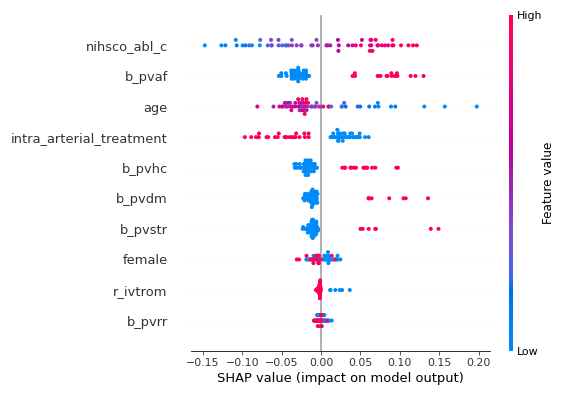 High
nihsco_abl_c
b_pvaf
age
intra_arterial_treatment
b_pvhc
b_pvdm
b_pvstr
female
r_ivtrom
b_pvrr
Feature value
Low
−0.15 −0.10 −0.05 0.00 0.05 0.10 0.15 0.20
SHAP value (impact on model output)